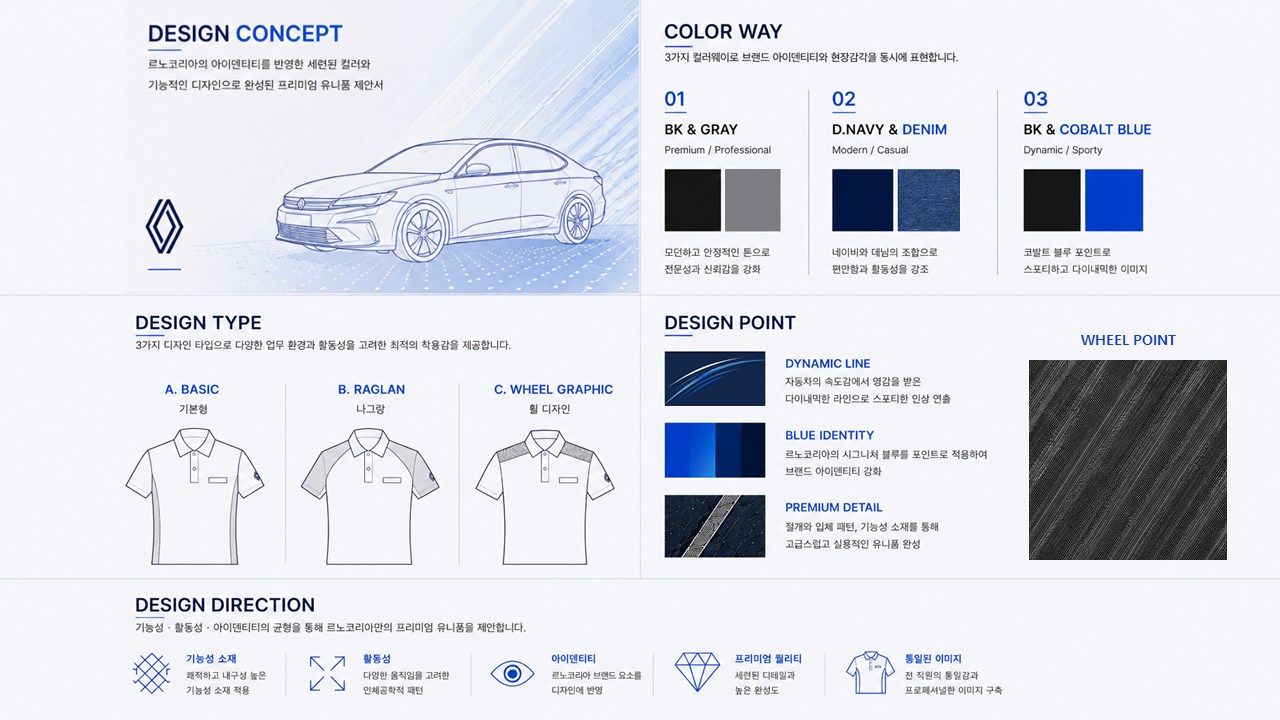 DESIGN CONCEPT
르노코리아의 아이덴티티를 반영한 세련된 컬러와
기능적인 디자인으로 완성된 프리미엄 유니폼 제안서
COLOR WAY
3가지 컬러웨이로 브랜드 아이덴티티와 현장감각을 동시에 표현합니다.
01
BK & GRAY
Premium / Professional
모던하고 안정적인 톤으로
전문성과 신뢰감을 강화
02
D.NAVY & DENIM
Modern / Casual
네이비와 데님의 조합으로
편안함과 활동성을 강조
03
BK & COBALT BLUE
Dynamic / Sporty
코발트 블루 포인트로
스포티하고 다이내믹한 이미지
DESIGN TYPE
3가지 디자인 타입으로 다양한 업무 환경과 활동성을 고려한 최적의 착용감을 제공합니다.
A. BASIC
기본형
B. RAGLAN
나그랑
C. WHEEL GRAPHIC
휠 디자인
DESIGN POINT
DYNAMIC LINE
자동차의 속도감에서 영감을 받은
다이내믹한 라인으로 스포티한 인상 연출
BLUE IDENTITY
르노코리아의 시그니처 블루를 포인트로 적용하여
브랜드 아이덴티티 강화
PREMIUM DETAIL
절개와 입체 패턴, 기능성 소재를 통해
고급스럽고 실용적인 유니폼 완성
WHEEL POINT
DESIGN DIRECTION
기능성 · 활동성 · 아이덴티티의 균형을 통해 르노코리아만의 프리미엄 유니폼을 제안합니다.
기능성 소재
쾌적하고 내구성 높은
기능성 소재 적용
활동성
다양한 움직임을 고려한
인체공학적 패턴
아이덴티티
르노코리아 브랜드 요소를
디자인에 반영
프리미엄 퀄리티
세련된 디테일과
높은 완성도
통일된 이미지
전 직원의 통일감과
프로페셔널한 이미지 구축